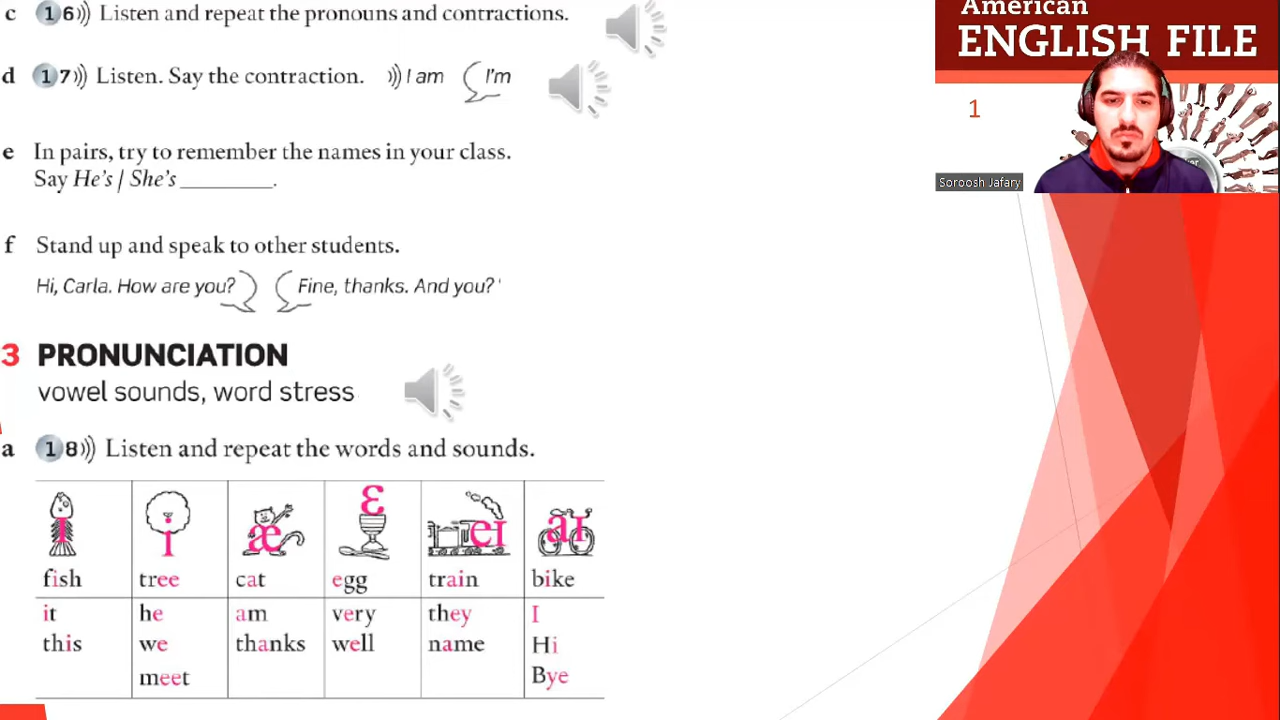 c 1 6)) Listen and repeat the pronouns and contractions.
d 1 7)) Listen. Say the contraction. )) I am I'm
e In pairs, try to remember the names in your class.
Say He's / She's ________.
f Stand up and speak to other students.
Hi, Carla. How are you? Fine, thanks. And you? '
3 PRONUNCIATION
vowel sounds, word stress
a 1 8)) Listen and repeat the words and sounds.
ɪ i æ ɛ eɪ aɪ
fish tree cat egg train bike
it he am very they I
this we thanks well name Hi
meet Bye
American
ENGLISH FILE
1
Soroosh Jafary